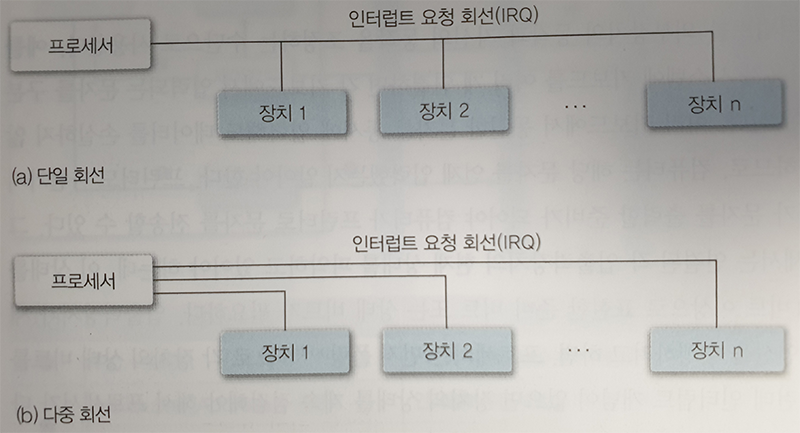 인터럽트 요청 회선(IRQ)
프로세서
장치 1
장치 2
···
장치 n
(a) 단일 회선
인터럽트 요청 회선(IRQ)
프로세서
장치 1
장치 2
···
장치 n
(b) 다중 회선